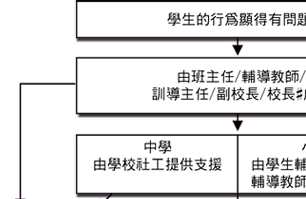 學生的行爲顯得有問題
由班主任/輔導教師/
訓導主任/副校長/校長#
中學
由學校社工提供支援
由學生輔
輔導教師